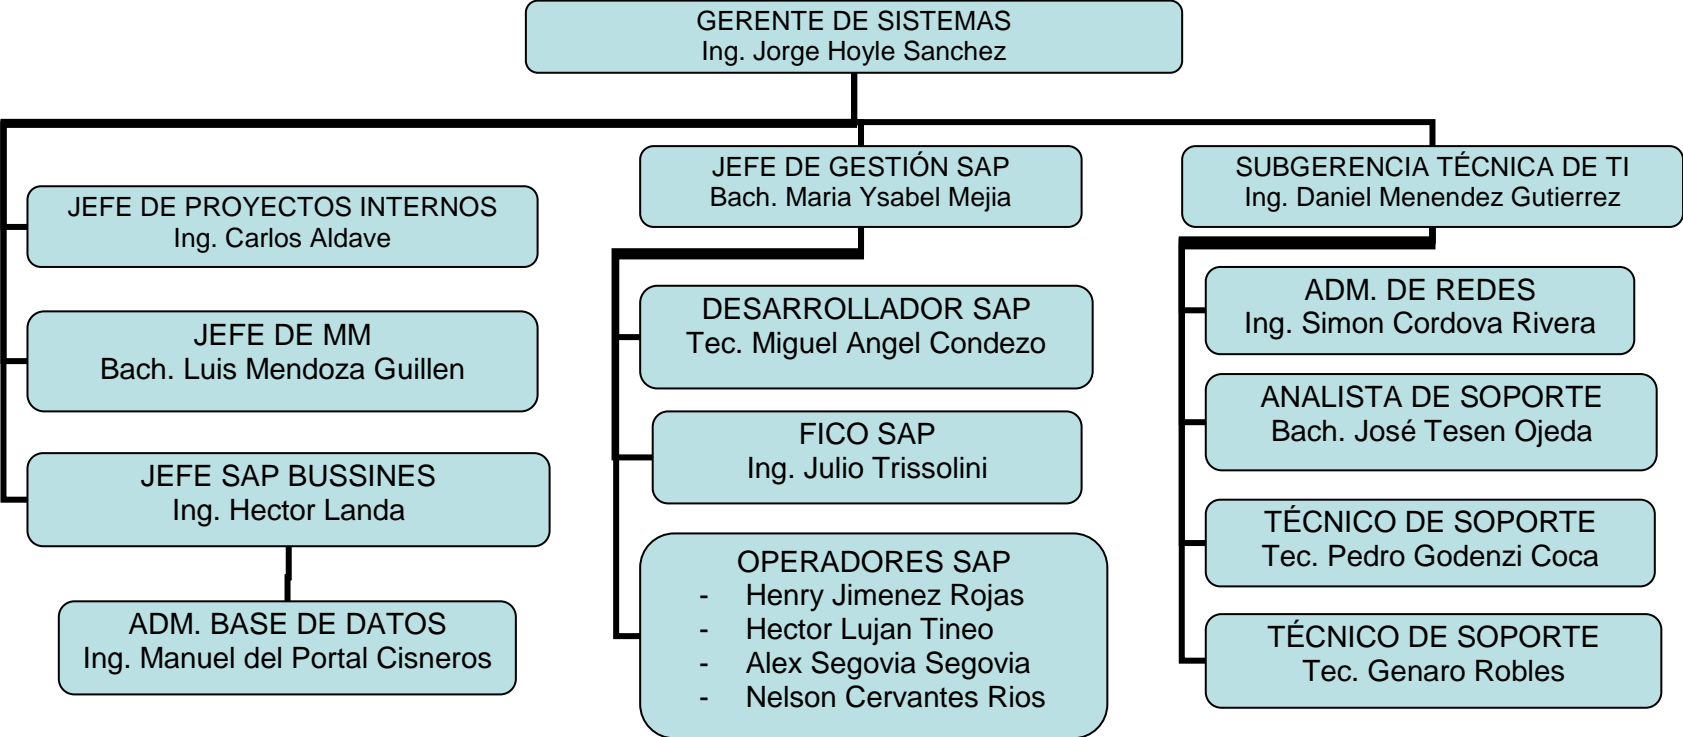 GERENTE DE SISTEMAS
Ing. Jorge Hoyle Sanchez
JEFE DE PROYECTOS INTERNOS
Ing. Carlos Aldave
JEFE DE MM
Bach. Luis Mendoza Guillen
JEFE SAP BUSSINES
Ing. Hector Landa
ADM. BASE DE DATOS
Ing. Manuel del Portal Cisneros
JEFE DE GESTIÓN SAP
Bach. Maria Ysabel Mejia
DESARROLLADOR SAP
Tec. Miguel Angel Condezo
FICO SAP
Ing. Julio Trissolini
OPERADORES SAP
- Henry Jimenez Rojas
- Hector Lujan Tineo
- Alex Segovia Segovia
- Nelson Cervantes Rios
SUBGERENCIA TÉCNICA DE TI
Ing. Daniel Menendez Gutierrez
ADM. DE REDES
Ing. Simon Cordova Rivera
ANALISTA DE SOPORTE
Bach. José Tesen Ojeda
TÉCNICO DE SOPORTE
Tec. Pedro Godenzi Coca
TÉCNICO DE SOPORTE
Tec. Genaro Robles